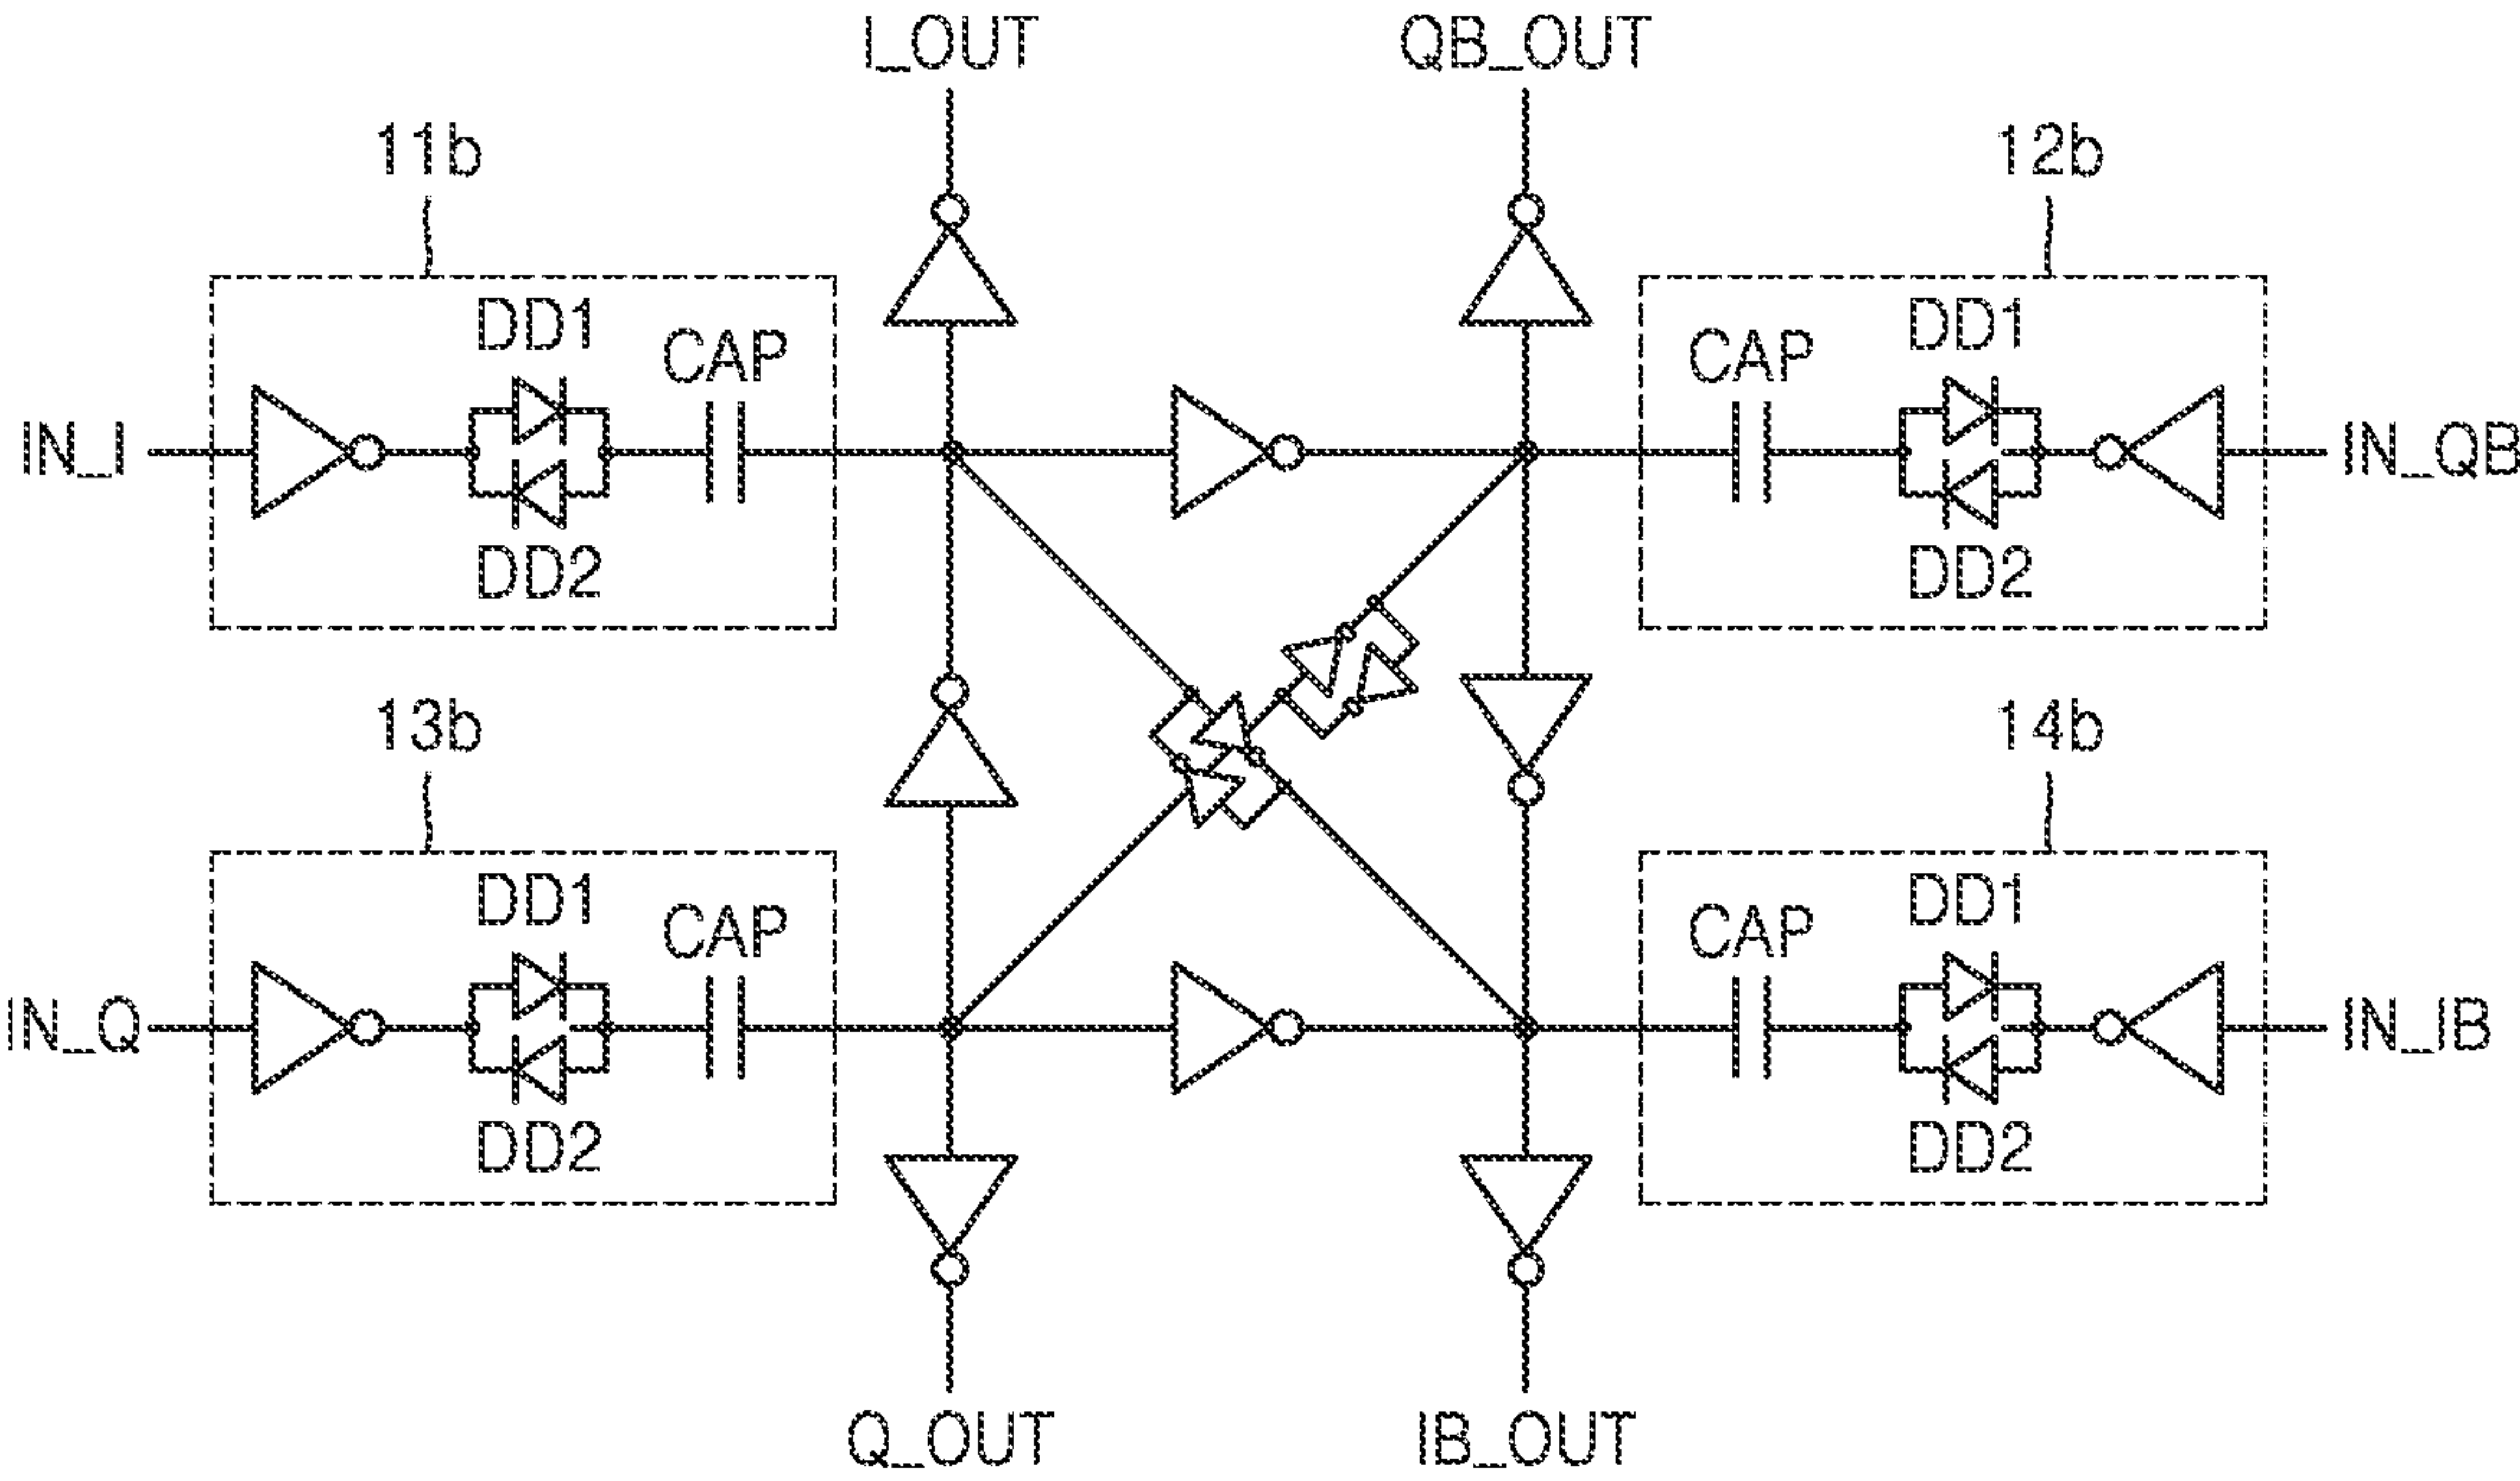 I_OUT
QB_OUT
11b
12b
DD1
CAP
CAP
DD1
IN_I
IN_QB
DD2
DD2
13b
14b
DD1
CAP
CAP
DD1
IN_Q
IN_IB
DD2
DD2
Q_OUT
IB_OUT